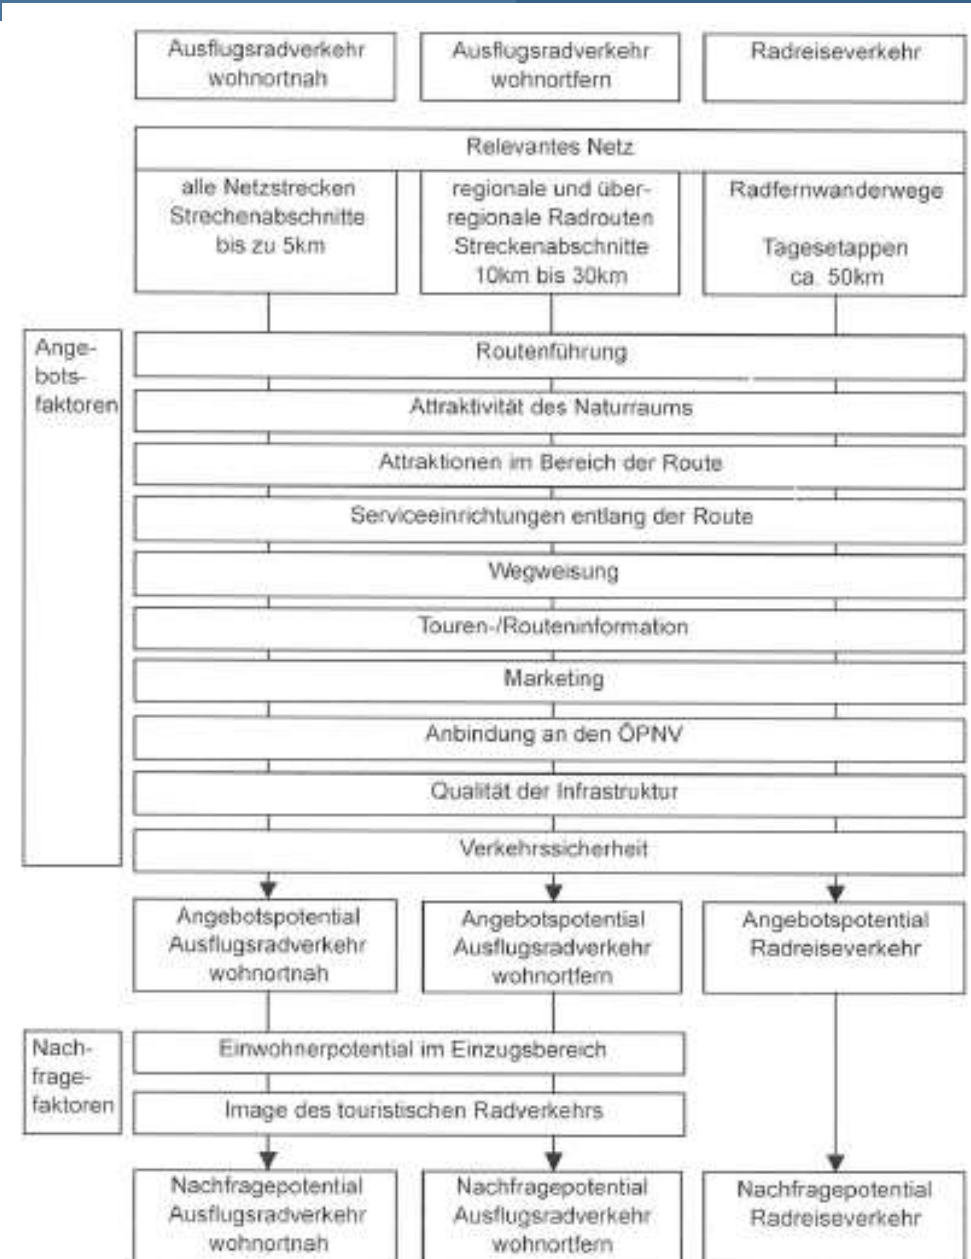 Ausflugsradverkehr
wohnortnah
Ausflugsradverkehr
wohnortfern
Radreiseverkehr
Relevantes Netz
alle Netzstrecken
Strechenabschnitte
bis zu 5km
regionale und über-
regionale Radrouten
Streckenabschnitte
10km bis 30km
Radfernwanderwege
Tagesetappen
ca. 50km
Ange-
bots-
faktoren
Routenführung
Attraktivität des Naturraums
Attraktionen im Bereich der Route
Serviceeinrichtungen entlang der Route
Wegweisung
Touren-/Routeninformation
Marketing
Anbindung an den ÖPNV
Qualität der Infrastruktur
Verkehrssicherheit
Angebotspotential
Ausflugsradverkehr
wohnortnah
Angebotspotential
Ausflugsradverkehr
wohnortfern
Angebotspotential
Radreiseverkehr
Nach-
frage-
faktoren
Einwohnerpotential im Einzugsbereich
Image des touristischen Radverkehrs
Nachfragepotential
Ausflugsradverkehr
wohnortnah
Nachfragepotential
Ausflugsradverkehr
wohnortfern
Nachfragepotential
Radreiseverkehr